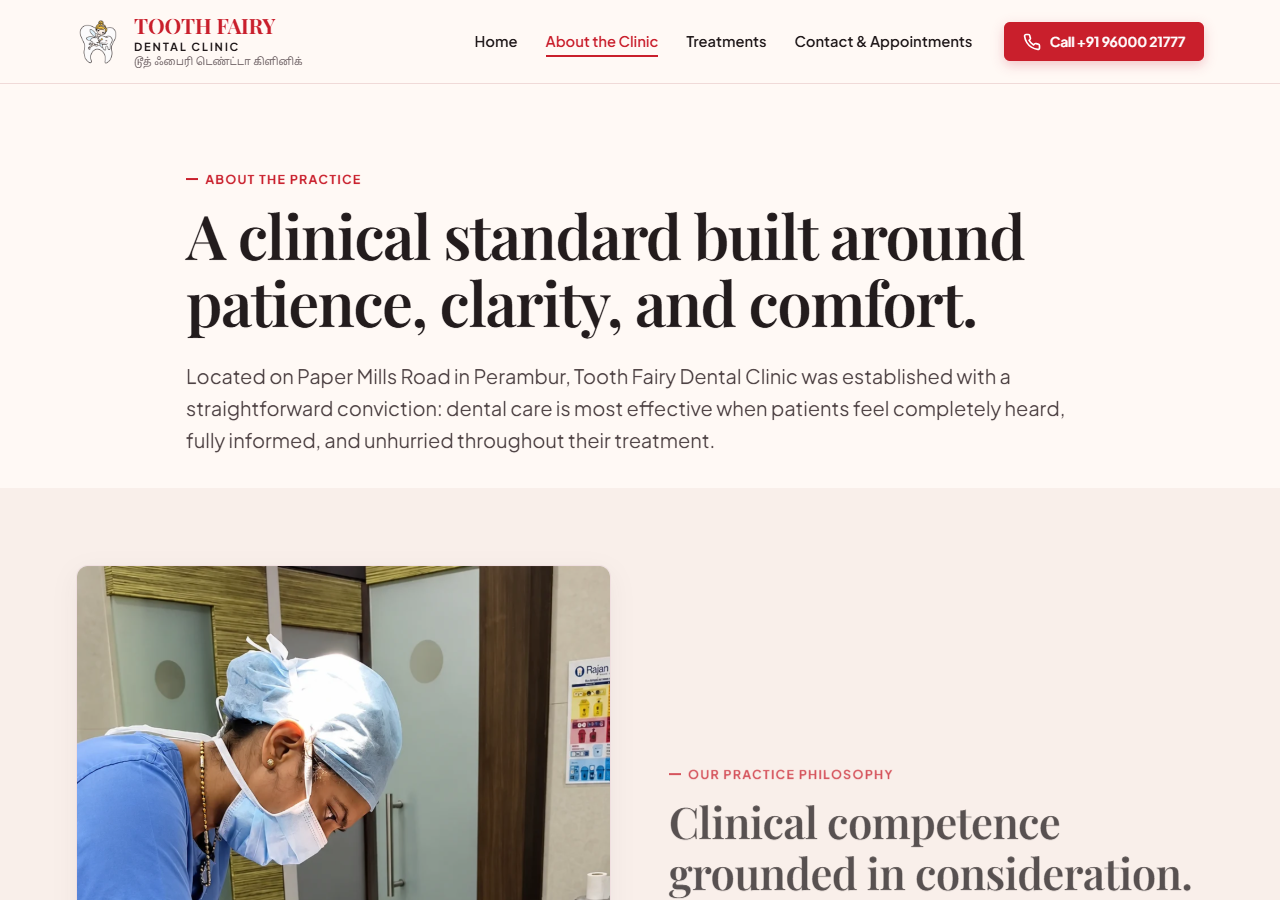 TOOTH FAIRY
DENTAL CLINIC
டூத் ஃபைரி டெண்ட்டா கிளினிக்
Home
About the Clinic
Treatments
Contact & Appointments
Call +91 96000 21777
ABOUT THE PRACTICE
A clinical standard built around
patience, clarity, and comfort.
Located on Paper Mills Road in Perambur, Tooth Fairy Dental Clinic was established with a
straightforward conviction: dental care is most effective when patients feel completely heard,
fully informed, and unhurried throughout their treatment.
Rajan
OUR PRACTICE PHILOSOPHY
Clinical competence
grounded in consideration.